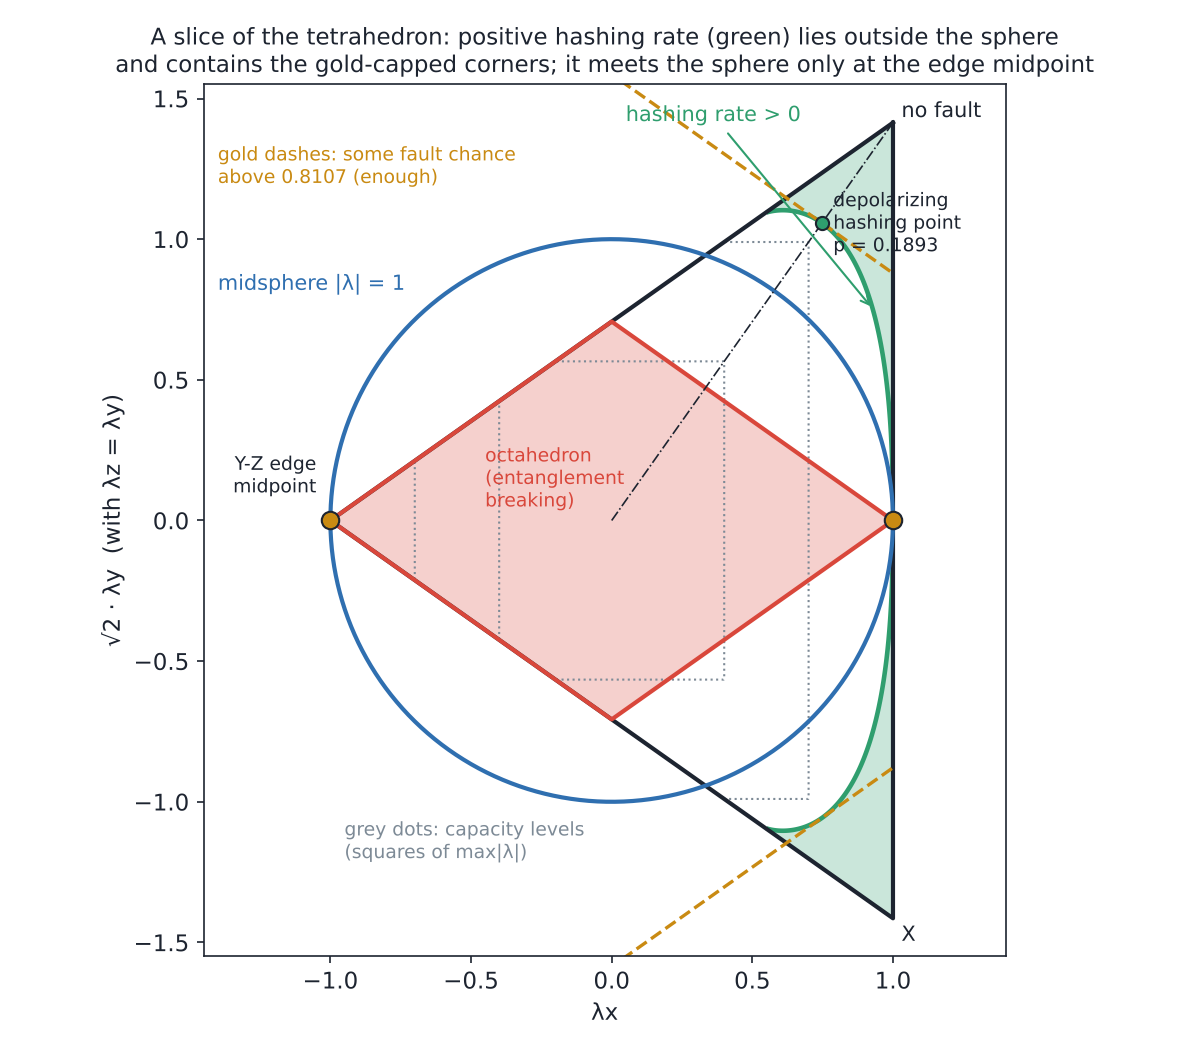 A slice of the tetrahedron: positive hashing rate (green) lies outside the sphere
and contains the gold-capped corners; it meets the sphere only at the edge midpoint
1.5
1.0
0.5
0.0
−0.5
−1.0
−1.5
√2 · λy  (with λz = λy)
hashing rate > 0
no fault
gold dashes: some fault chance
above 0.8107 (enough)
depolarizing
hashing point
p = 0.1893
midsphere |λ| = 1
Y-Z edge
midpoint
octahedron
(entanglement
breaking)
grey dots: capacity levels
(squares of max|λ|)
X
−1.0
−0.5
0.0
0.5
1.0
λx